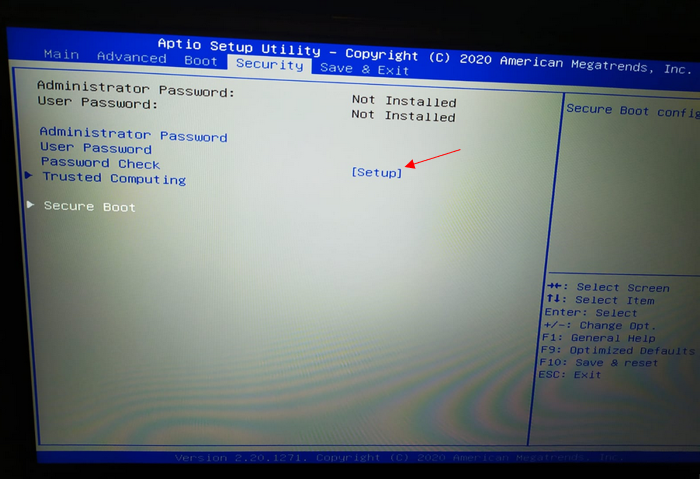 Aptio Setup Utility – Copyright (C) 2020 American Megatrends, Inc.
Main Advanced Boot Security Save & Exit
Administrator Password: Not Installed
User Password: Not Installed
Administrator Password
User Password
Password Check [Setup]
Trusted Computing
Secure Boot
Secure Boot config
→←: Select Screen
↑↓: Select Item
Enter: Select
+/-: Change Opt.
F1: General Help
F9: Optimized Defaults
F10: Save & reset
ESC: Exit
Version 2.20.1271. Copyright (C) 2020 American Megatrends, Inc.